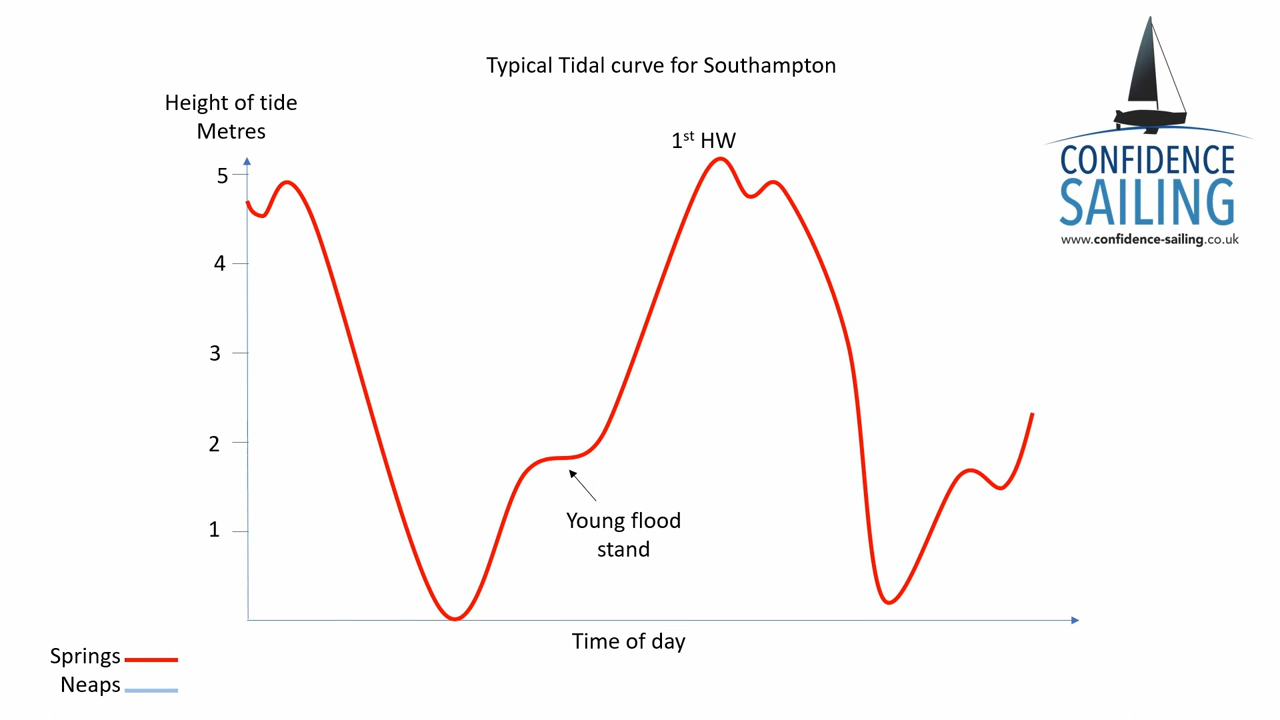 Typical Tidal curve for Southampton
Height of tide
Metres
1st HW
5
4
3
2
1
Young flood
stand
Time of day
Springs
Neaps
CONFIDENCE
SAILING
www.confidence-sailing.co.uk